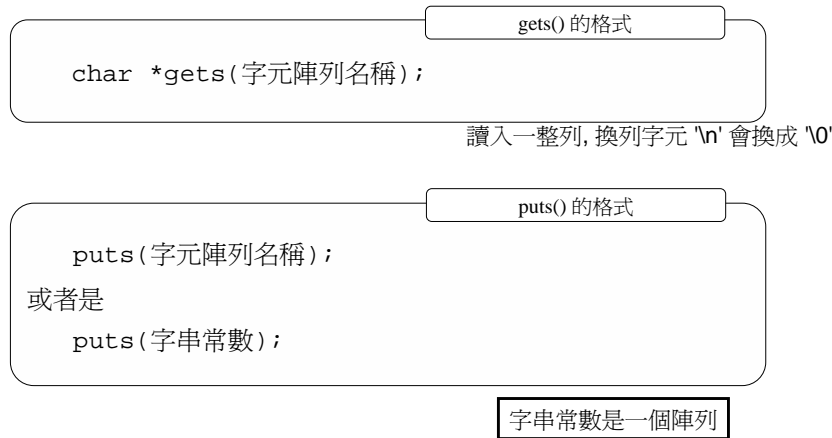 gets() 的格式
char *gets(字元陣列名稱);
讀入一整列, 換列字元 '\n' 會換成 '\0'
puts() 的格式
puts(字元陣列名稱);
或者是
puts(字串常數);
字串常數是一個陣列